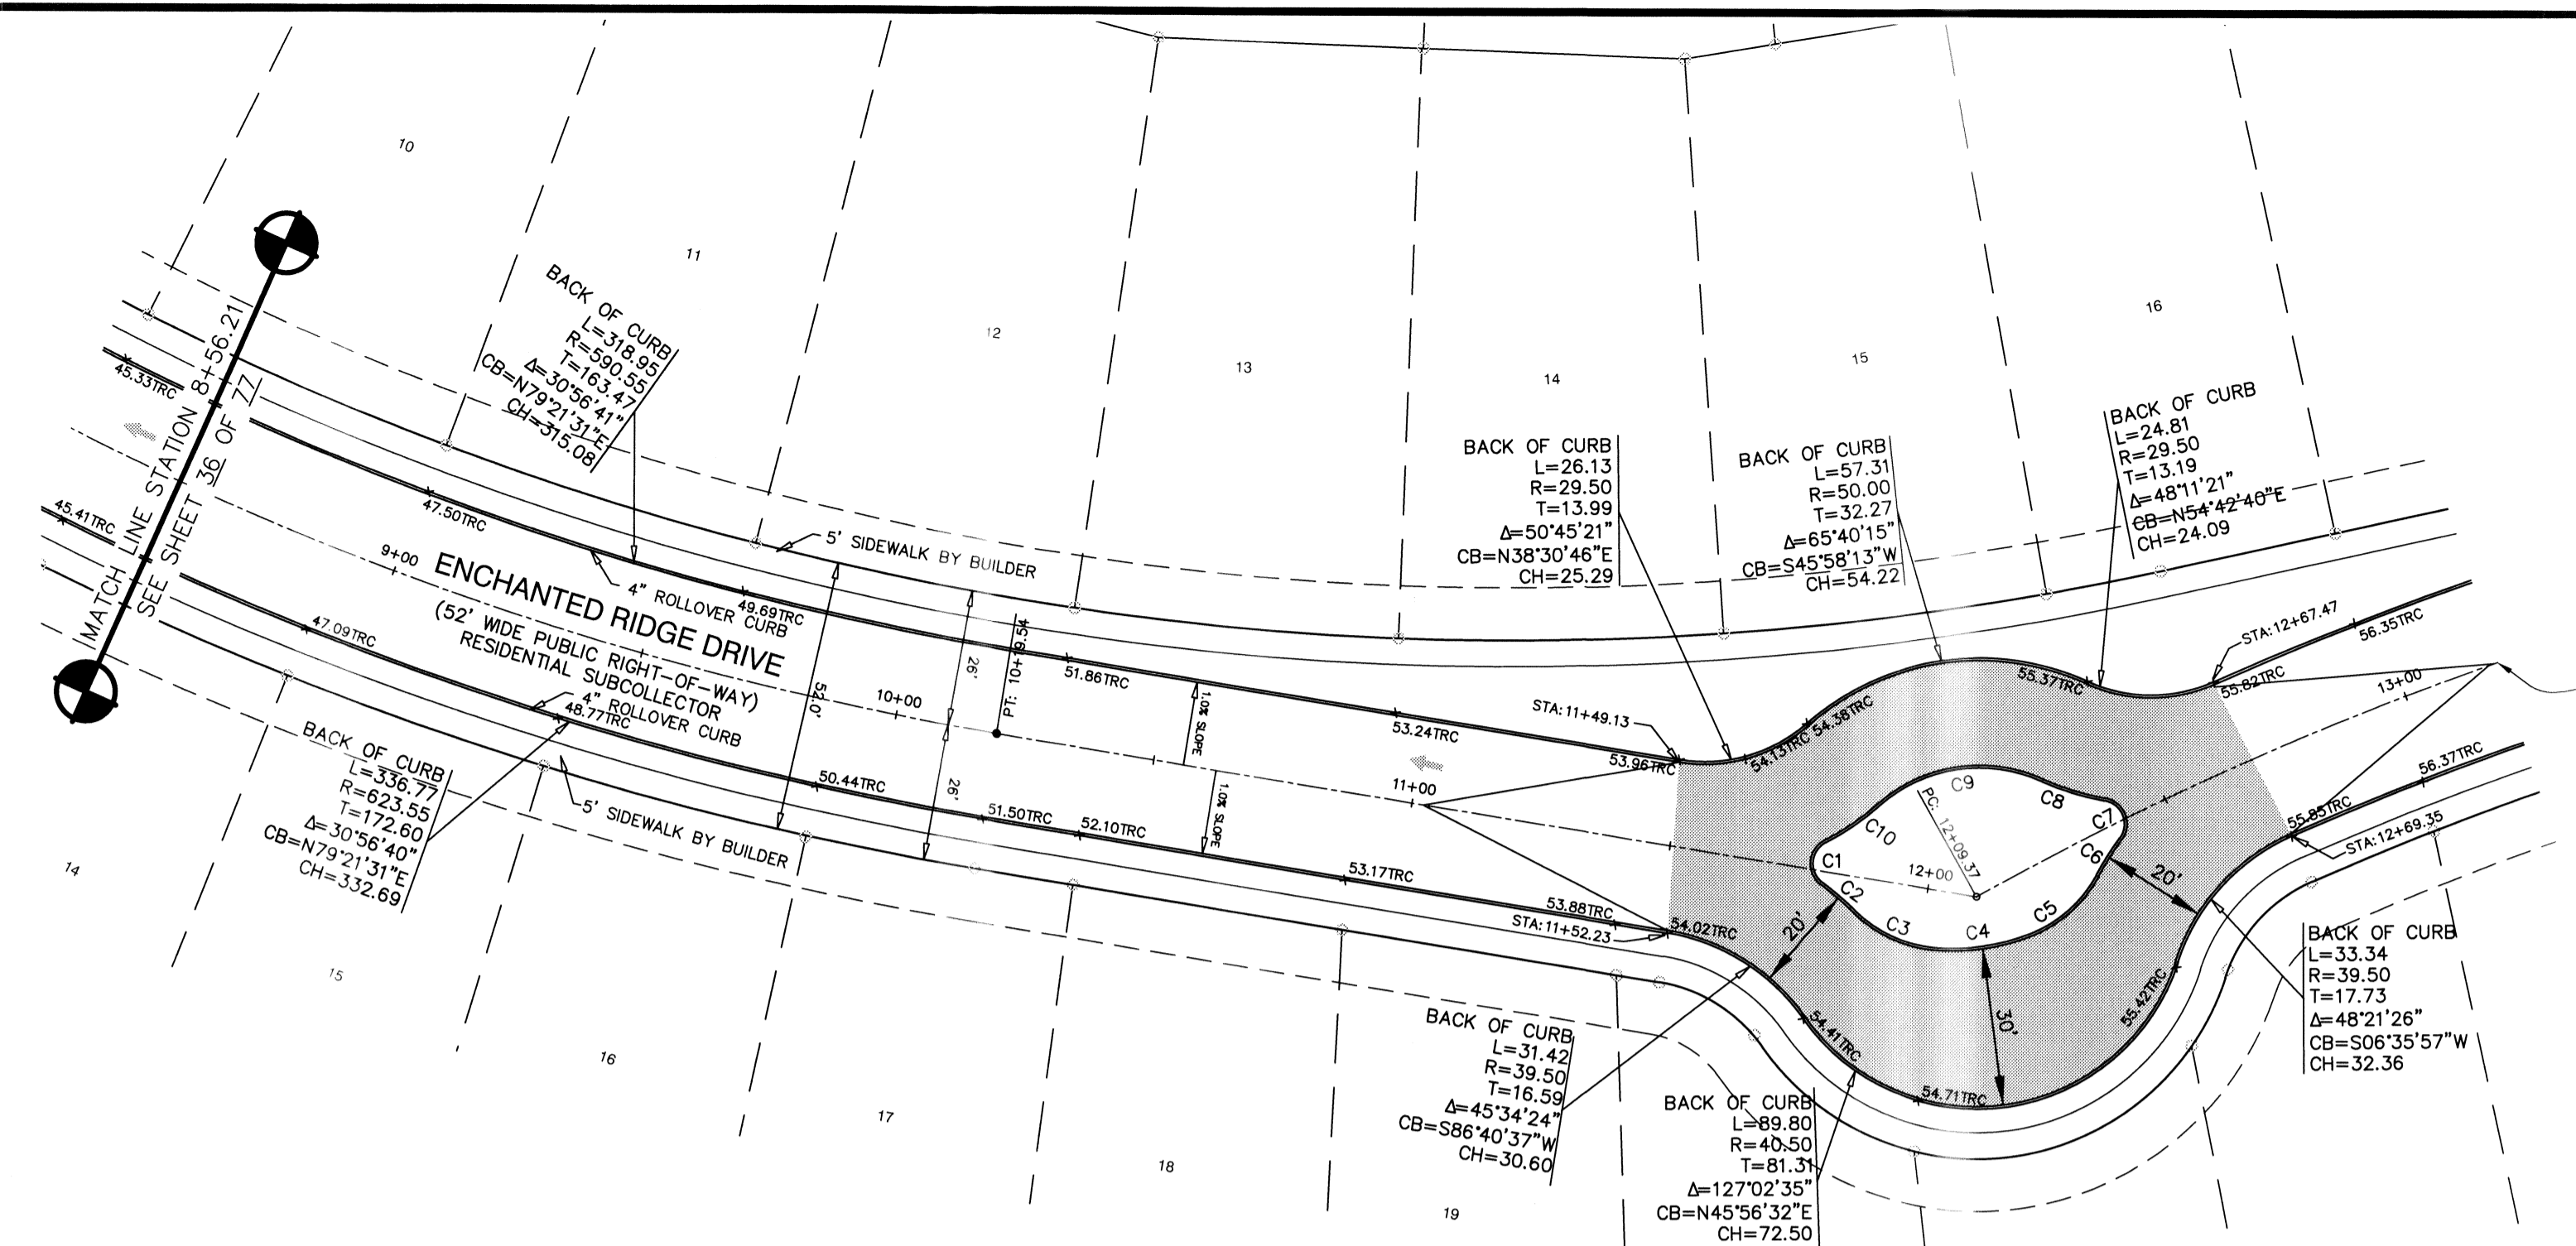 10
11
12
13
14
15
16
MATCH LINE STATION 8+56.21
SEE SHEET 36 OF 77
45.33TRC
45.41TRC
BACK OF CURB
L=318.95
R=590.55
T=163.47
Δ=30°56'41"
CB=N79°21'31"E
CH=315.08
47.50TRC
9+00
ENCHANTED RIDGE DRIVE
(52' WIDE PUBLIC RIGHT-OF-WAY)
RESIDENTIAL SUBCOLLECTOR
4" ROLLOVER CURB
4" ROLLOVER CURB
49.69TRC
5' SIDEWALK BY BUILDER
47.09TRC
48.77TRC
BACK OF CURB
L=336.77
R=623.55
T=172.60
Δ=30°56'40"
CB=N79°21'31"E
CH=332.69
5' SIDEWALK BY BUILDER
52.0'
26'
26'
10+00
PT: 10+19.54
50.44TRC
51.50TRC
52.10TRC
51.86TRC
1.0% SLOPE
1.0% SLOPE
53.24TRC
53.17TRC
11+00
STA:11+49.13
53.96TRC
53.88TRC
STA:11+52.23
54.02TRC
BACK OF CURB
L=26.13
R=29.50
T=13.99
Δ=50°45'21"
CB=N38°30'46"E
CH=25.29
BACK OF CURB
L=57.31
R=50.00
T=32.27
Δ=65°40'15"
CB=S45°58'13"W
CH=54.22
BACK OF CURB
L=24.81
R=29.50
T=13.19
Δ=48°11'21"
CB=N54°42'40"E
CH=24.09
54.13TRC
54.38TRC
55.37TRC
STA:12+67.47
55.82TRC
56.35TRC
13+00
56.37TRC
55.85TRC
STA:12+69.35
C1
C2
C3
C4
C5
C6
C7
C8
C9
C10
PC: 12+09.37
12+00
20'
20'
30'
54.41TRC
54.71TRC
55.42TRC
BACK OF CURB
L=31.42
R=39.50
T=16.59
Δ=45°34'24"
CB=S86°40'37"W
CH=30.60
BACK OF CURB
L=89.80
R=40.50
T=81.31
Δ=127°02'35"
CB=N45°56'32"E
CH=72.50
BACK OF CURB
L=33.34
R=39.50
T=17.73
Δ=48°21'26"
CB=S06°35'57"W
CH=32.36
14
15
16
17
18
19